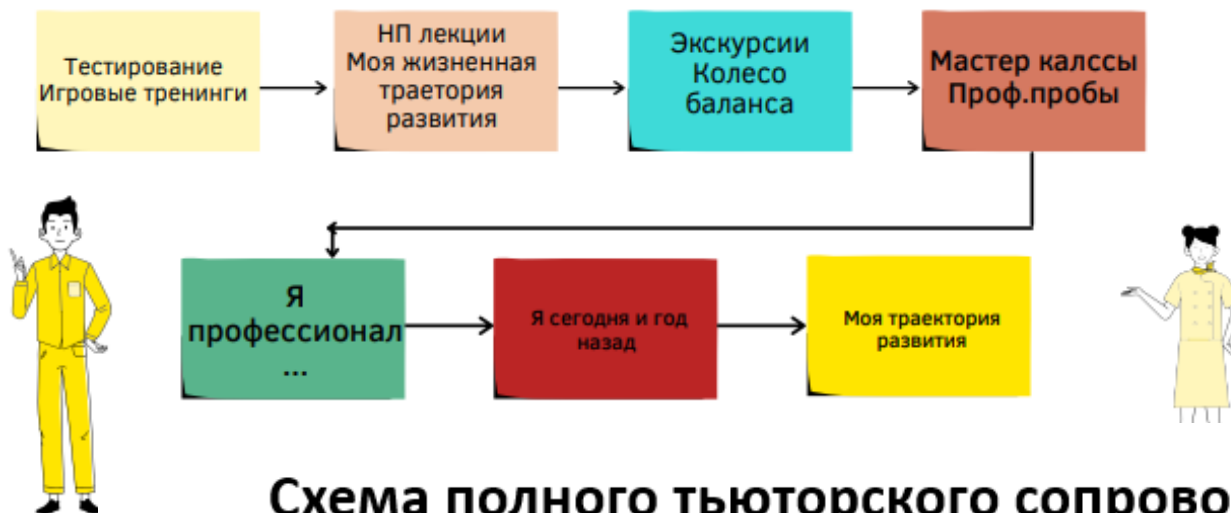 Тестирование
Игровые тренинги
НП лекции
Моя жизненная
траетория
развития
Экскурсии
Колесо
баланса
Мастер калссы
Проф.пробы
Я
профессионал
...
Я сегодня и год
назад
Моя траектория
развития
Схема полного тьюторского сопрово